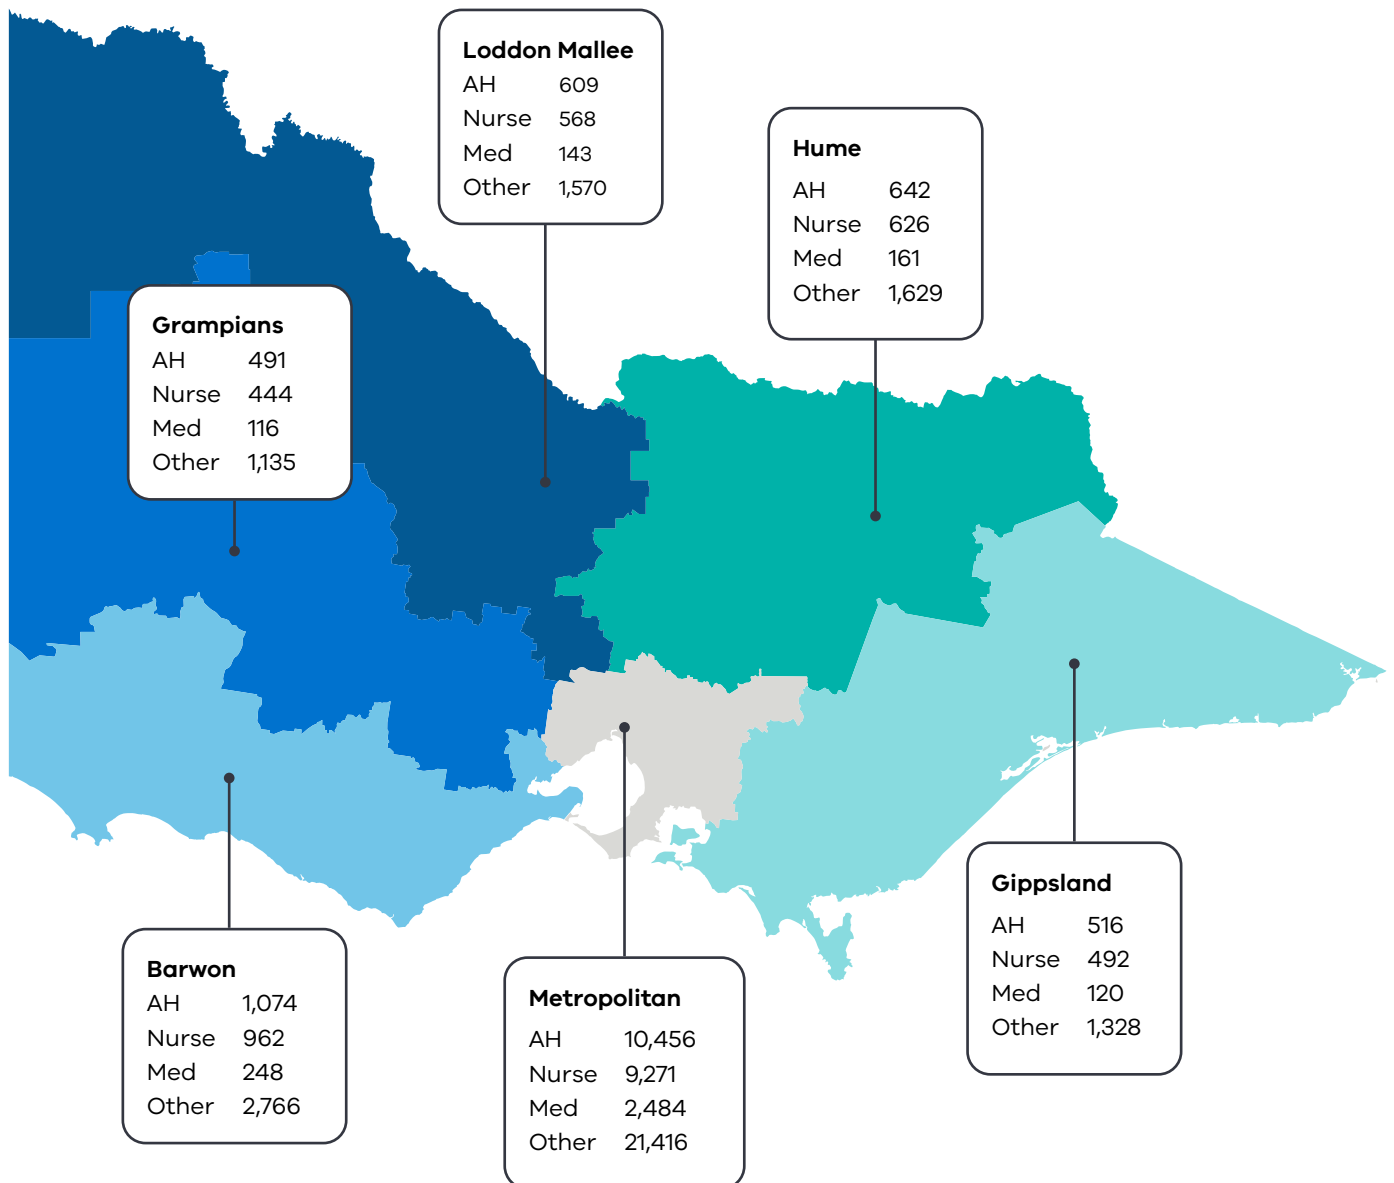 Loddon Mallee
AH 609
Nurse 568
Med 143
Other 1,570
Hume
AH 642
Nurse 626
Med 161
Other 1,629
Grampians
AH 491
Nurse 444
Med 116
Other 1,135
Gippsland
AH 516
Nurse 492
Med 120
Other 1,328
Barwon
AH 1,074
Nurse 962
Med 248
Other 2,766
Metropolitan
AH 10,456
Nurse 9,271
Med 2,484
Other 21,416